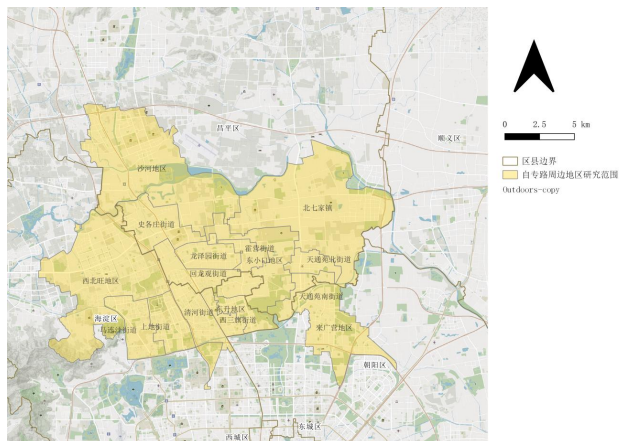 昌平区
顺义区
沙河地区
北七家镇
史各庄街道
霍营街道
龙泽园街道
东小口地区
天通苑北街道
回龙观街道
西北旺地区
天通苑南街道
清河街道
西三旗街道
海淀区
马连洼街道
上地街道
来广营地区
朝阳区
东城区
西城区
0 2.5 5 km
区县边界
自专路周边地区研究范围
Outdoors-copy